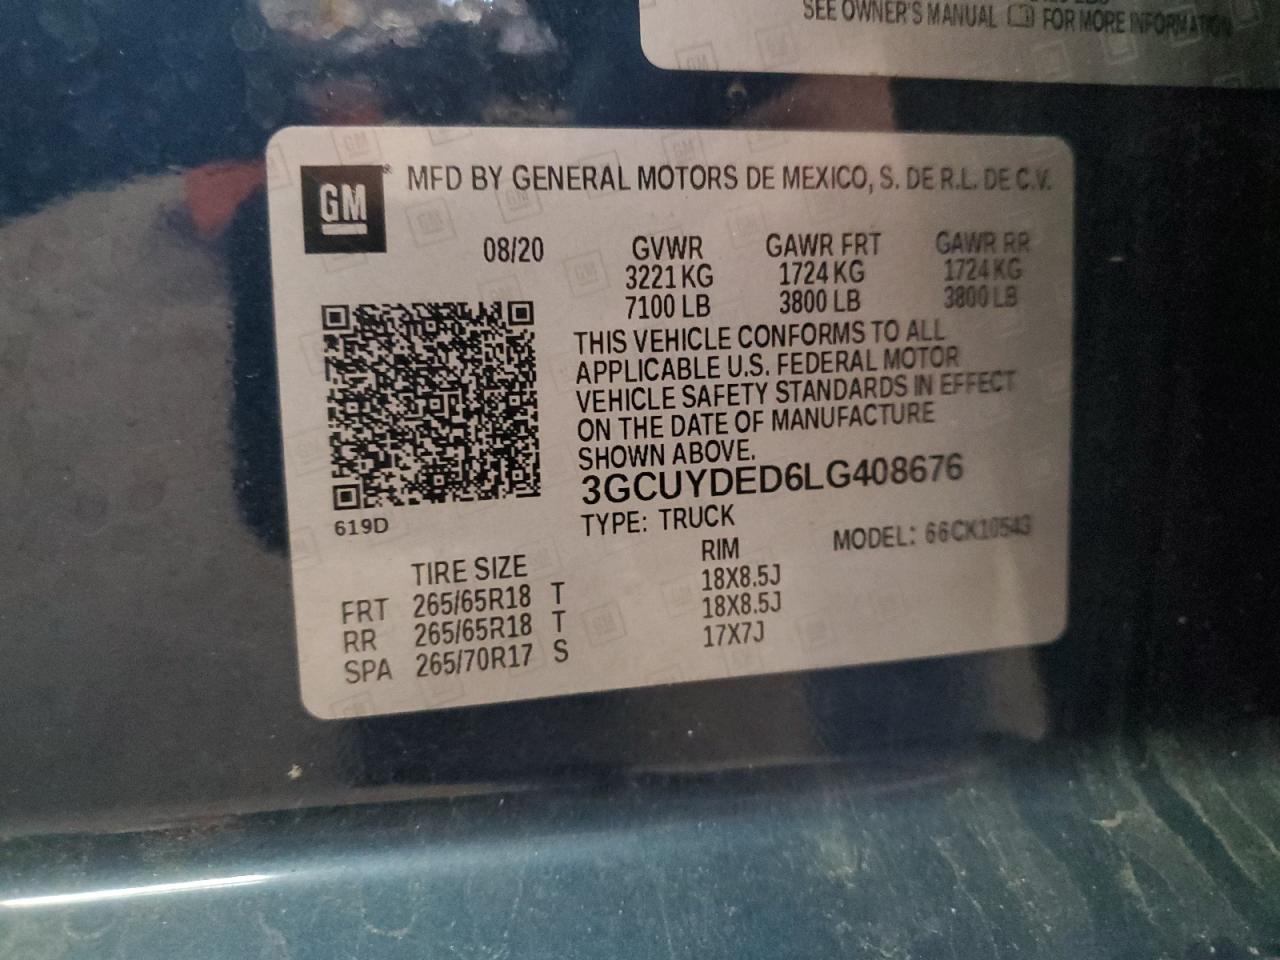 SEE OWNER'S MANUAL FOR MORE INFORMATION
GM
MFD BY GENERAL MOTORS DE MEXICO, S. DE R.L. DE C.V.
08/20 GVWR GAWR FRT GAWR RR
3221 KG 1724 KG 1724 KG
7100 LB 3800 LB 3800 LB
THIS VEHICLE CONFORMS TO ALL
APPLICABLE U.S. FEDERAL MOTOR
VEHICLE SAFETY STANDARDS IN EFFECT
ON THE DATE OF MANUFACTURE
SHOWN ABOVE.
3GCUYDED6LG408676
619D
TYPE: TRUCK MODEL: 66CK10543
TIRE SIZE RIM
FRT 265/65R18 T 18X8.5J
RR 265/65R18 T 18X8.5J
SPA 265/70R17 S 17X7J